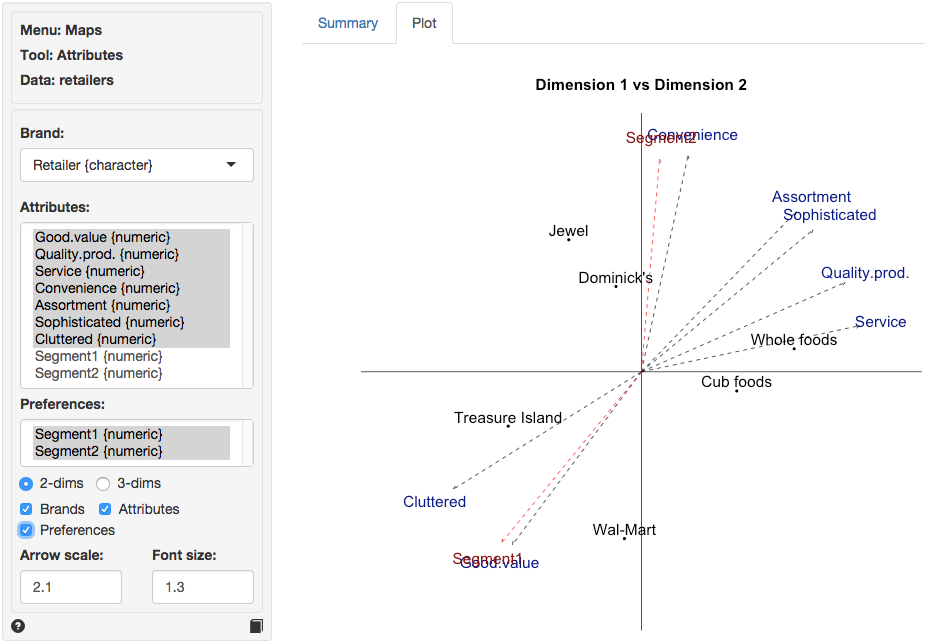 Menu: Maps
Tool: Attributes
Data: retailers
Brand:
Retailer {character}
Attributes:
Good.value {numeric}
Quality.prod. {numeric}
Service {numeric}
Convenience {numeric}
Assortment {numeric}
Sophisticated {numeric}
Cluttered {numeric}
Segment1 {numeric}
Segment2 {numeric}
Preferences:
Segment1 {numeric}
Segment2 {numeric}
2-dims 3-dims
Brands Attributes
Preferences
Arrow scale: Font size:
2.1 1.3
?
Summary Plot
Dimension 1 vs Dimension 2
Segment2 Convenience
Assortment
Sophisticated
Jewel
Dominick's
Quality.prod.
Service
Whole foods
Cub foods
Treasure Island
Cluttered
Wal-Mart
Segment1
Good.value